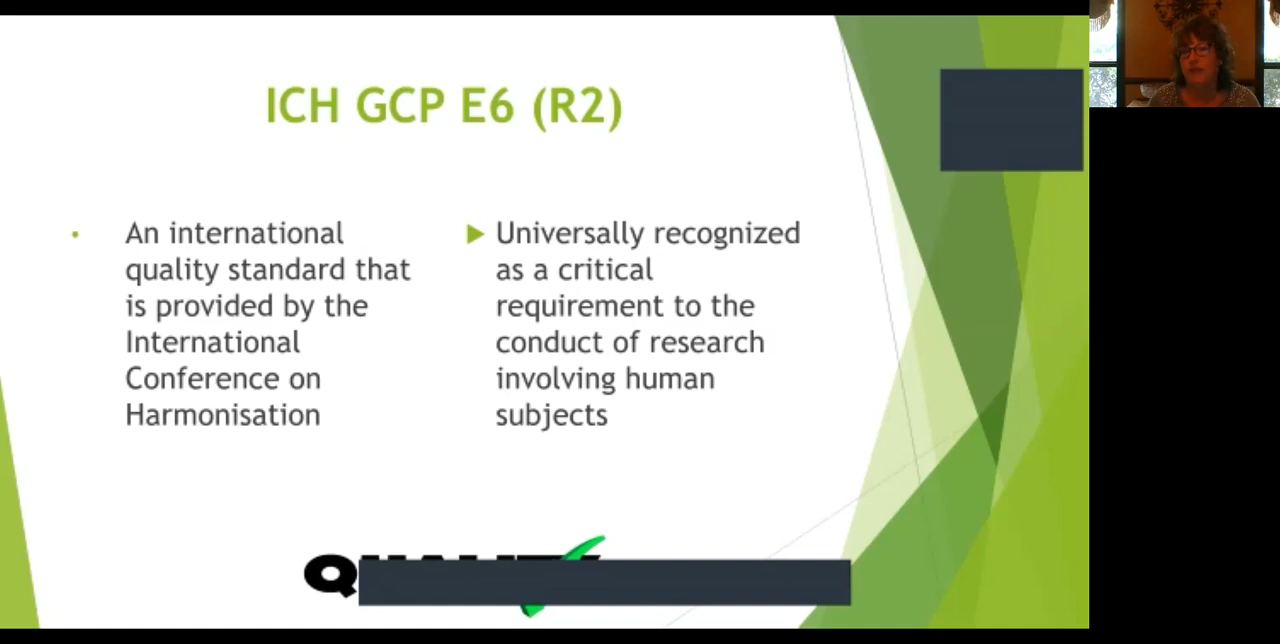 ICH GCP E6 (R2)
An international
quality standard that
is provided by the
International
Conference on
Harmonisation
Universally recognized
as a critical
requirement to the
conduct of research
involving human
subjects